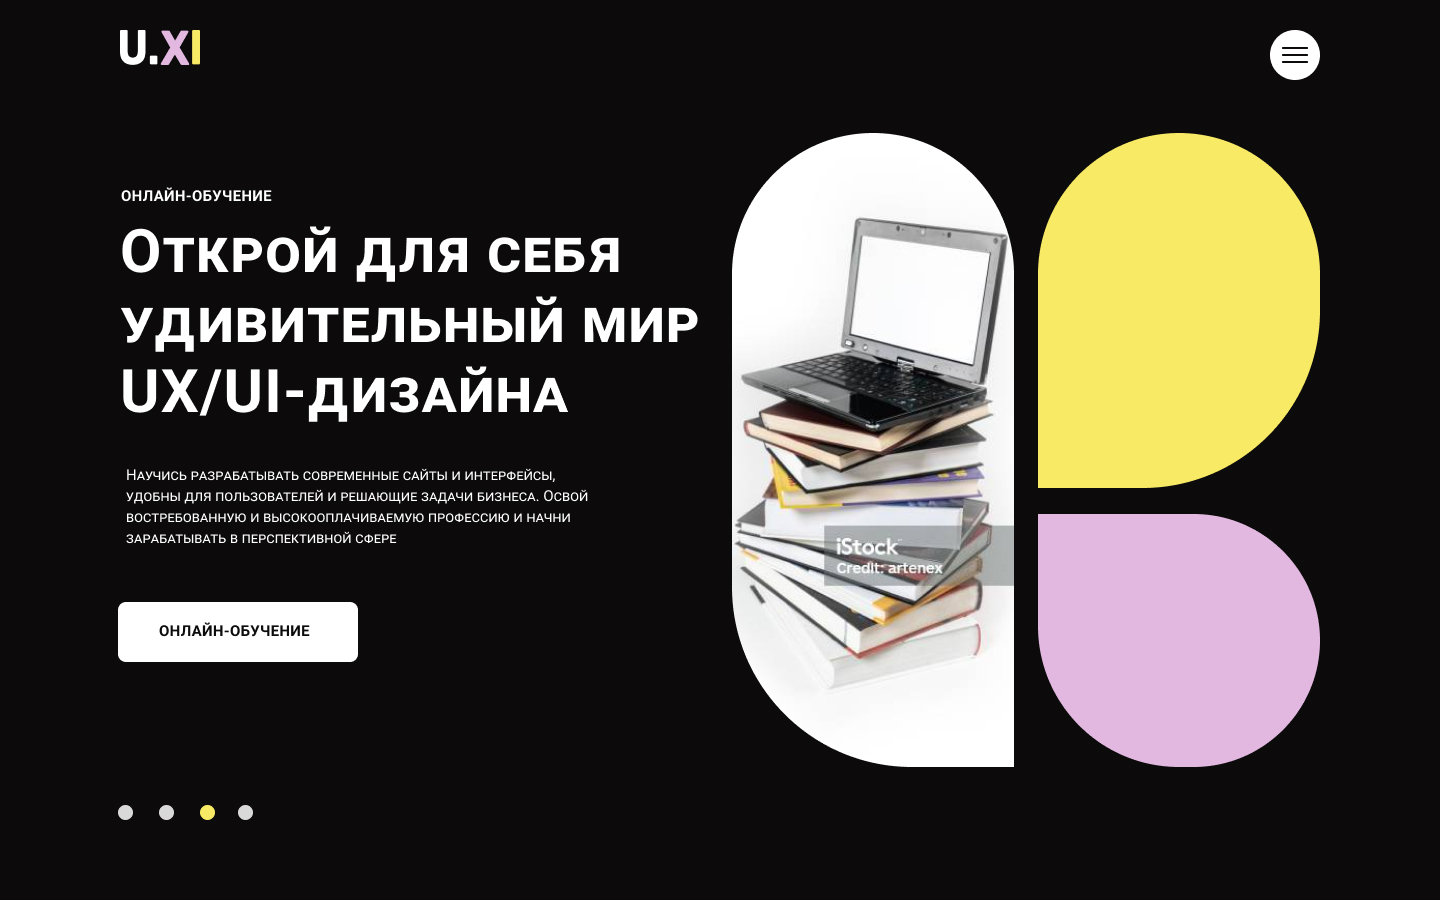 U.XI
ОНЛАЙН-ОБУЧЕНИЕ
Открой для себя
удивительный мир
UX/UI-дизайна
Научись разрабатывать современные сайты и интерфейсы,
удобны для пользователей и решающие задачи бизнеса. Освой
востребованную и высокооплачиваемую профессию и начни
зарабатывать в перспективной сфере
ОНЛАЙН-ОБУЧЕНИЕ
iStock
Credit: artenex